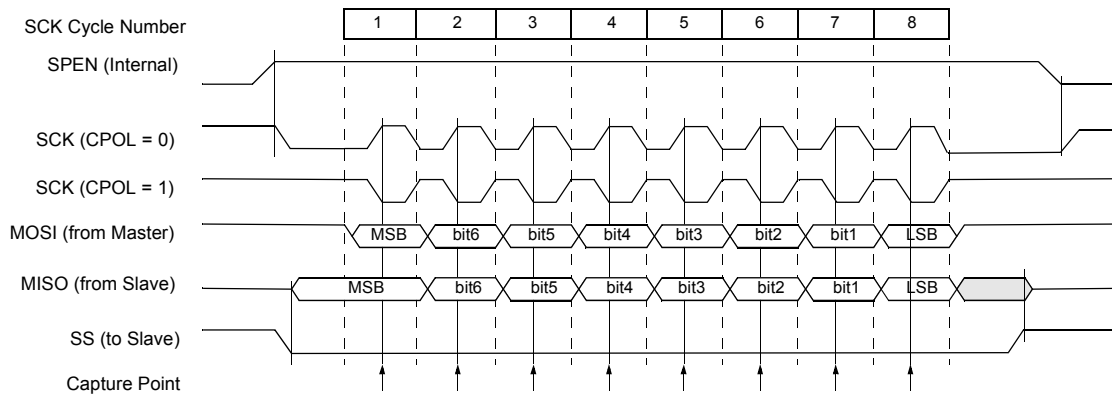 SCK Cycle Number 1 2 3 4 5 6 7 8
SPEN (Internal)
SCK (CPOL = 0)
SCK (CPOL = 1)
MOSI (from Master) MSB bit6 bit5 bit4 bit3 bit2 bit1 LSB
MISO (from Slave) MSB bit6 bit5 bit4 bit3 bit2 bit1 LSB
SS (to Slave)
Capture Point